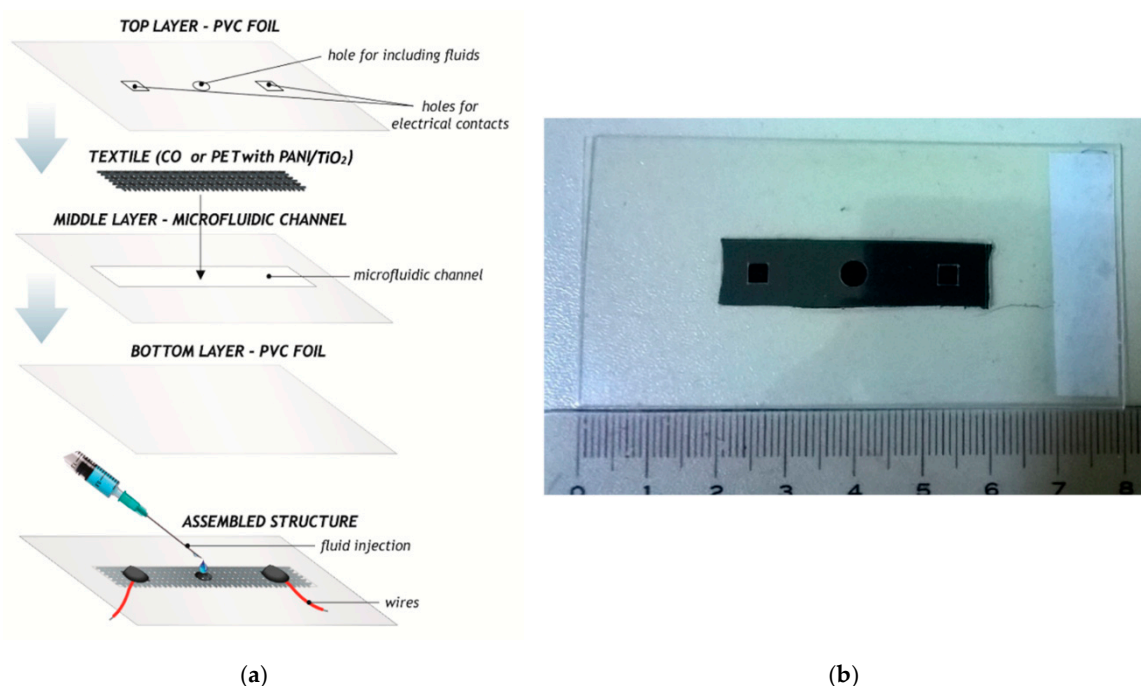 TOP LAYER - PVC FOIL
hole for including fluids
holes for
electrical contacts
TEXTILE (CO or PET with PANI/TiO₂)
MIDDLE LAYER - MICROFLUIDIC CHANNEL
microfluidic channel
BOTTOM LAYER - PVC FOIL
ASSEMBLED STRUCTURE
fluid injection
wires
(a)
0 1 2 3 4 5 6 7 8
(b)